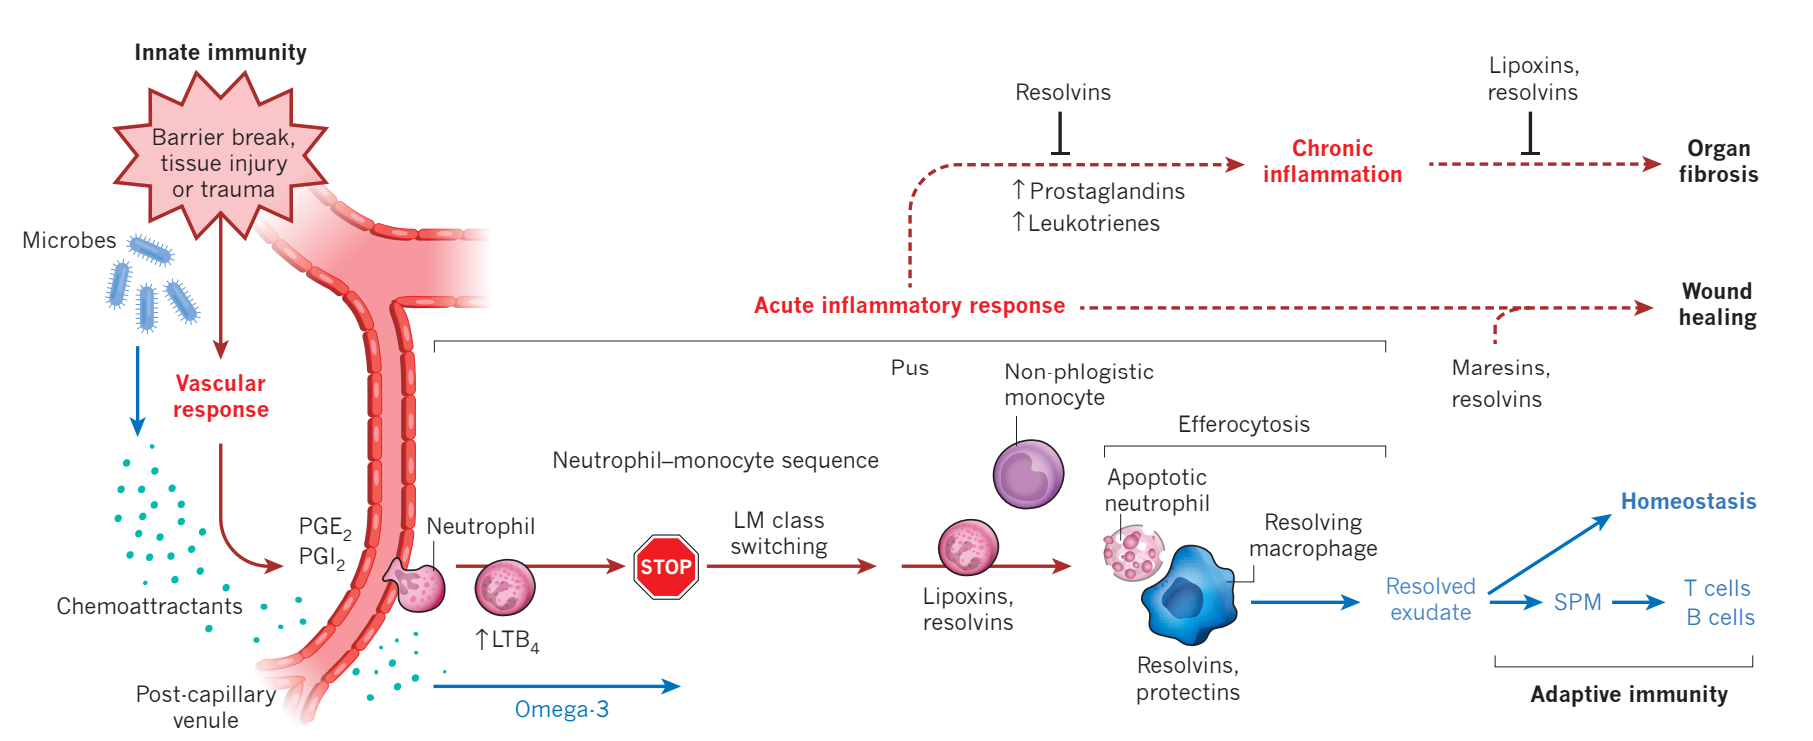 Innate immunity
Barrier break,
tissue injury
or trauma
Microbes
Vascular
response
PGE2
PGI2
Chemoattractants
Post-capillary
venule
Neutrophil
↑LTB4
Omega-3
Neutrophil–monocyte sequence
STOP
LM class
switching
Acute inflammatory response
Resolvins
↑Prostaglandins
↑Leukotrienes
Chronic
inflammation
Lipoxins,
resolvins
Organ
fibrosis
Wound
healing
Maresins,
resolvins
Pus
Non-phlogistic
monocyte
Lipoxins,
resolvins
Efferocytosis
Apoptotic
neutrophil
Resolving
macrophage
Resolvins,
protectins
Resolved
exudate
Homeostasis
SPM
T cells
B cells
Adaptive immunity